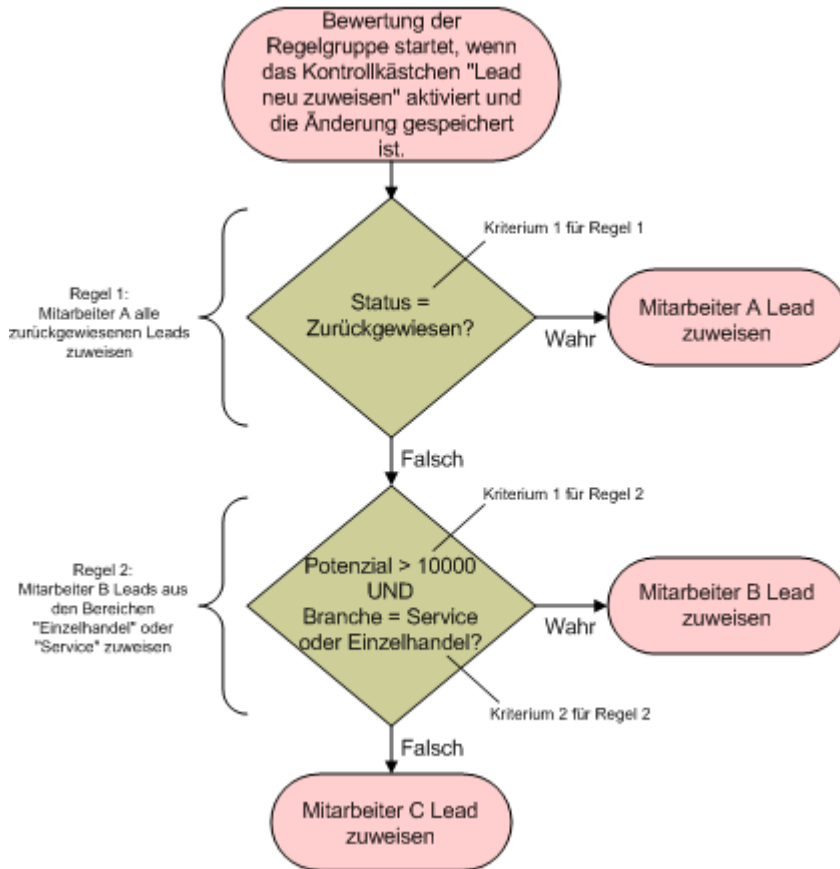 Bewertung der
Regelgruppe startet, wenn
das Kontrollkästchen "Lead
neu zuweisen" aktiviert und
die Änderung gespeichert
ist.
Kriterium 1 für Regel 1
Regel 1:
Mitarbeiter A alle
zurückgewiesenen Leads
zuweisen
Status =
Zurückgewiesen?
Wahr
Mitarbeiter A Lead
zuweisen
Falsch
Kriterium 1 für Regel 2
Regel 2:
Mitarbeiter B Leads aus
den Bereichen
"Einzelhandel" oder
"Service" zuweisen
Potenzial > 10000
UND
Branche = Service
oder Einzelhandel?
Wahr
Mitarbeiter B Lead
zuweisen
Kriterium 2 für Regel 2
Falsch
Mitarbeiter C Lead
zuweisen